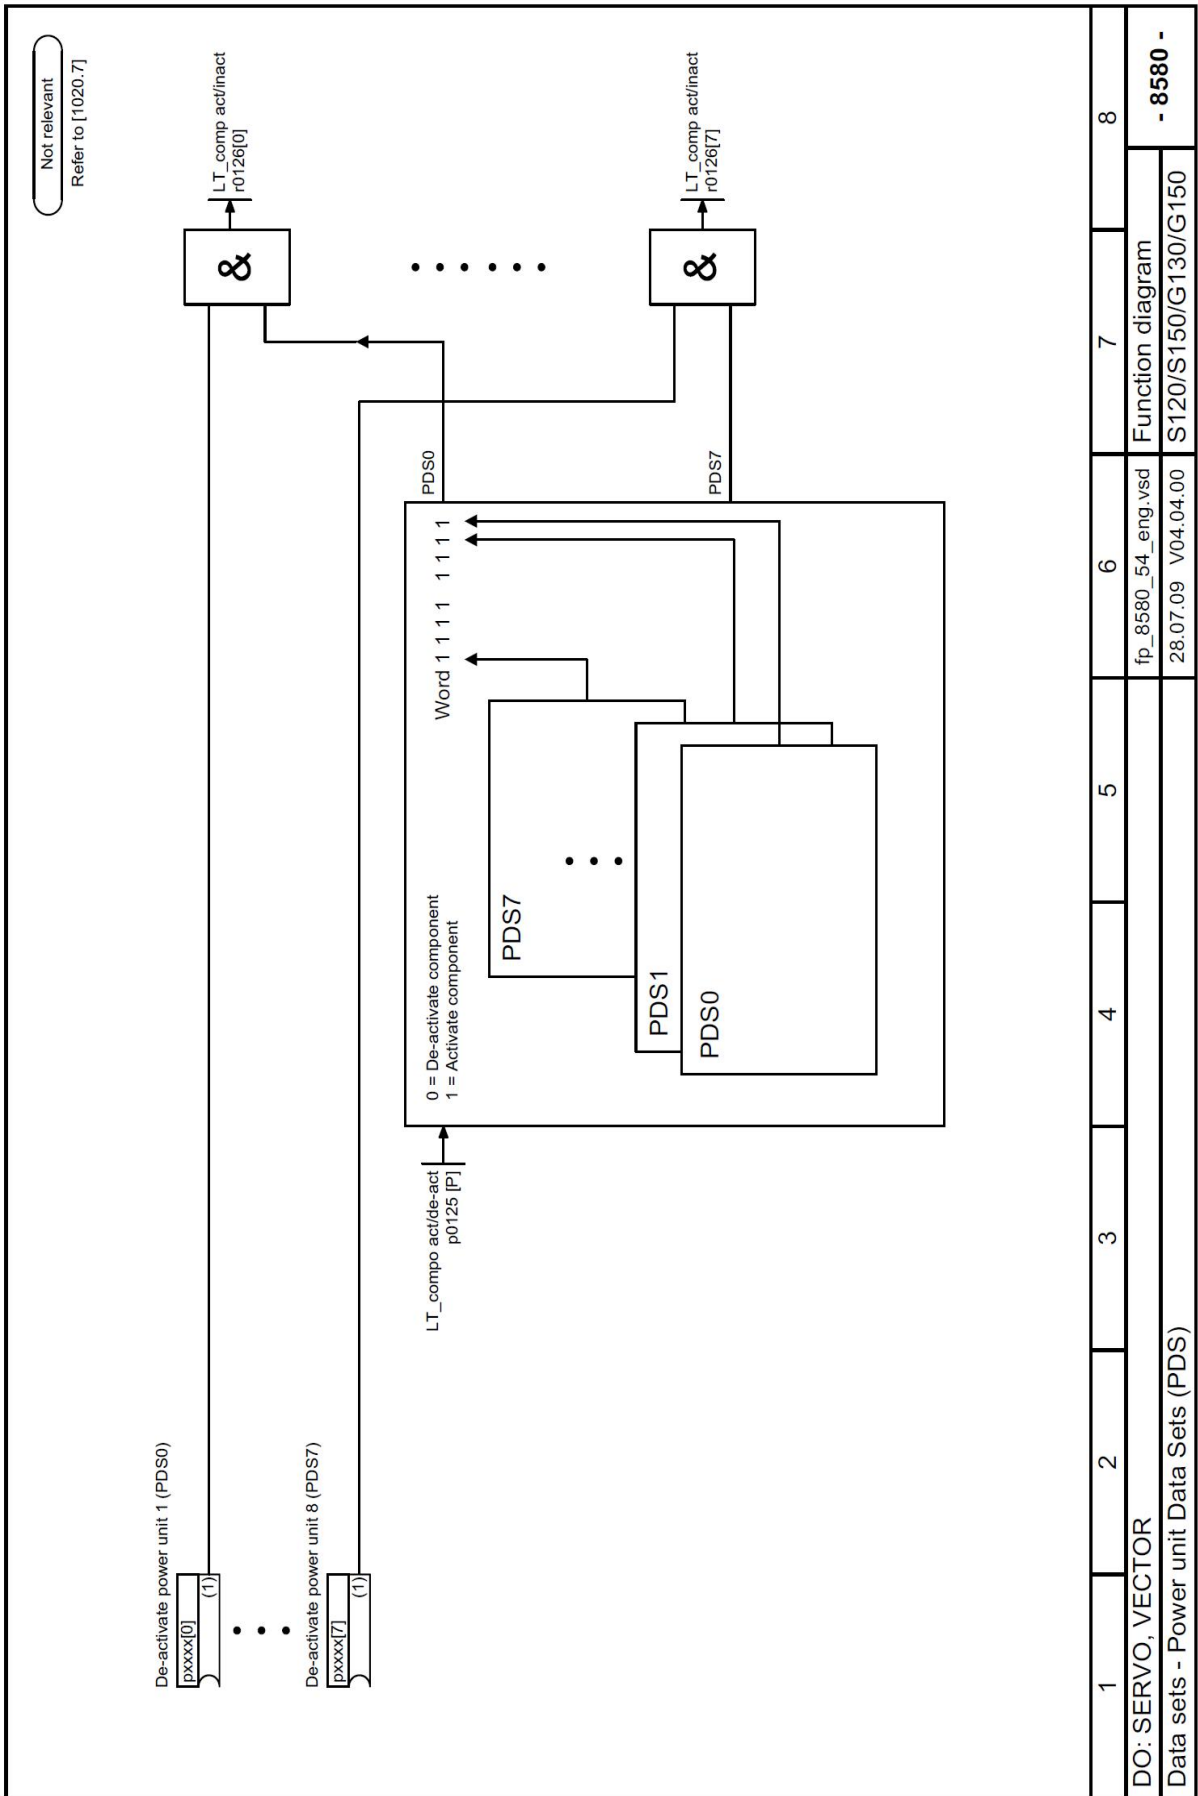 Not relevant
Refer to [1020.7]
De-activate power unit 1 (PDS0)
pxxxx[0]
(1)
&
LT_comp act/inact
r0126[0]
De-activate power unit 8 (PDS7)
pxxxx[7]
(1)
LT_compo act/de-act
p0125 [P]
0 = De-activate component
1 = Activate component
Word 1 1 1 1 1 1 1 1
PDS0
PDS7
PDS1
PDS0
PDS7
&
LT_comp act/inact
r0126[7]
1 2 3 4 5 6 7 8
DO: SERVO, VECTOR
fp_8580_54_eng.vsd
Function diagram
- 8580 -
Data sets - Power unit Data Sets (PDS)
28.07.09 V04.04.00
S120/S150/G130/G150